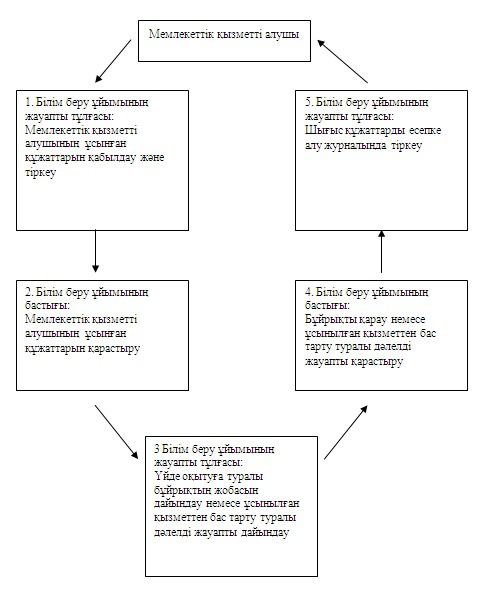 Мемлекеттік қызметті алушы
1. Білім беру ұйымының
жауапты тұлғасы:
Мемлекеттік қызметті
алушының ұсынған
құжаттарын қабылдау және
тіркеу
2. Білім беру ұйымының
бастығы:
Мемлекеттік қызметті
алушының ұсынған
құжаттарын қарастыру
3 Білім беру ұйымының
жауапты тұлғасы:
Үйде оқытуға туралы
бұйрықтың жобасын
дайындау немесе ұсынылған
қызметтен бас тарту туралы
дәлелді жауапты дайындау
4. Білім беру ұйымының
бастығы:
Бұйрықты қарау немесе
ұсынылған қызметтен бас
тарту туралы дәлелді
жауапты қарастыру
5. Білім беру ұйымының
жауапты тұлғасы:
Шығыс құжаттарды есепке
алу журналында тіркеу